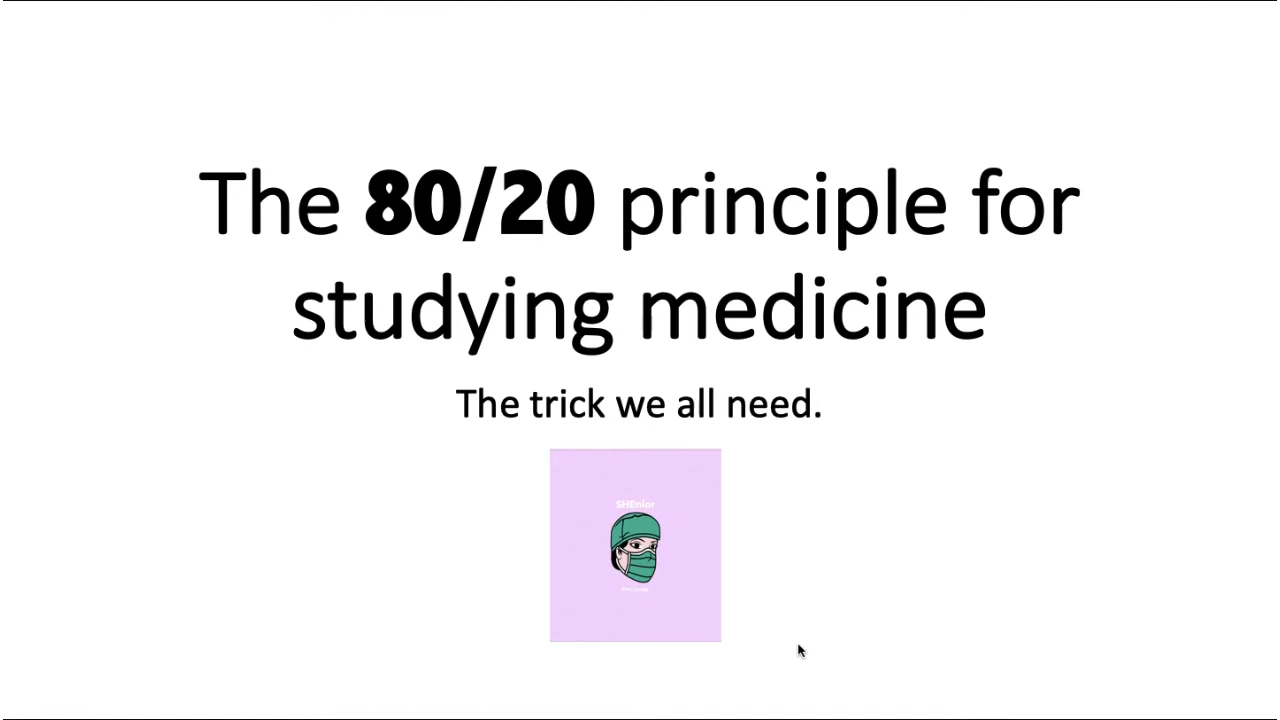 The 80/20 principle for
studying medicine
The trick we all need.
SHEnior